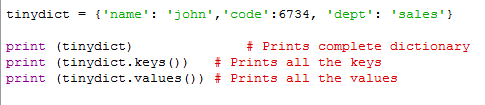 tinydict = {'name': 'john','code':6734, 'dept': 'sales'}
print (tinydict)               # Prints complete dictionary
print (tinydict.keys())   # Prints all the keys
print (tinydict.values()) # Prints all the values